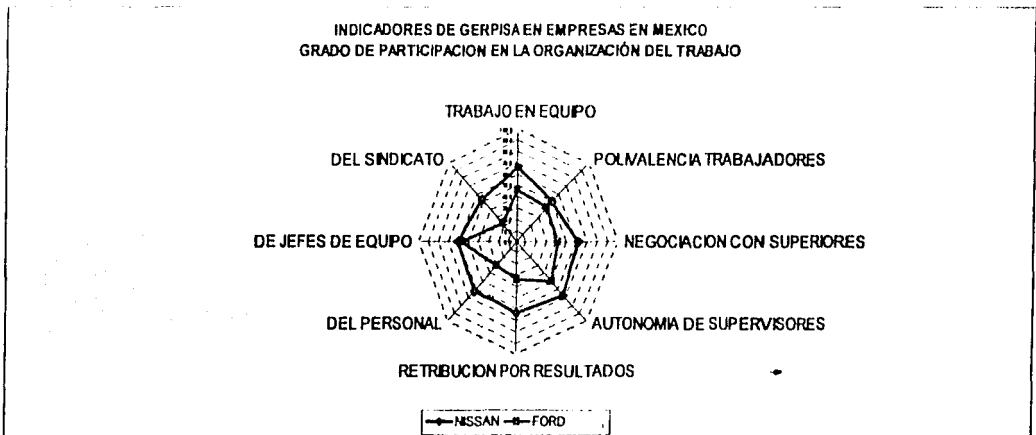 INDICADORES DE GERPISA EN EMPRESAS EN MEXICO
GRADO DE PARTICIPACION EN LA ORGANIZACIÓN DEL TRABAJO
TRABAJO EN EQUIPO
DEL SINDICATO
POLIVALENCIA TRABAJADORES
DE JEFES DE EQUIPO
NEGOCIACION CON SUPERIORES
DEL PERSONAL
AUTONOMIA DE SUPERVISORES
RETRIBUCION POR RESULTADOS
NISSAN FORD